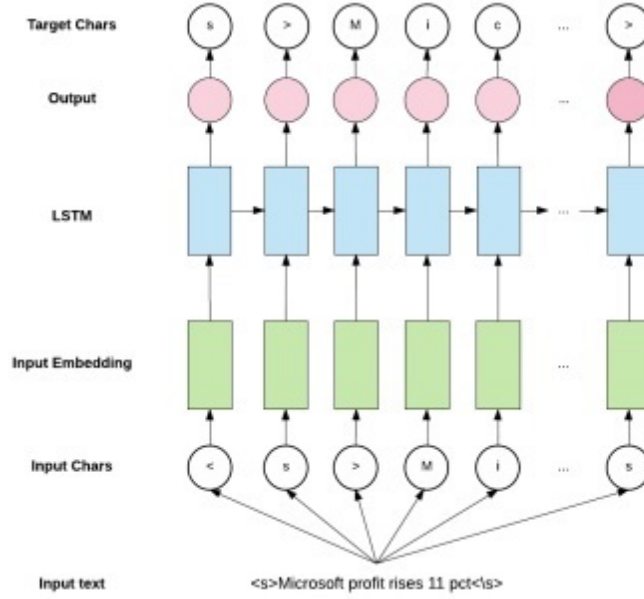 Target Chars s > M i c ... >
Output ...
LSTM ...
Input Embedding ...
Input Chars < s > M i ... s
Input text <s>Microsoft profit rises 11 pct<\s>